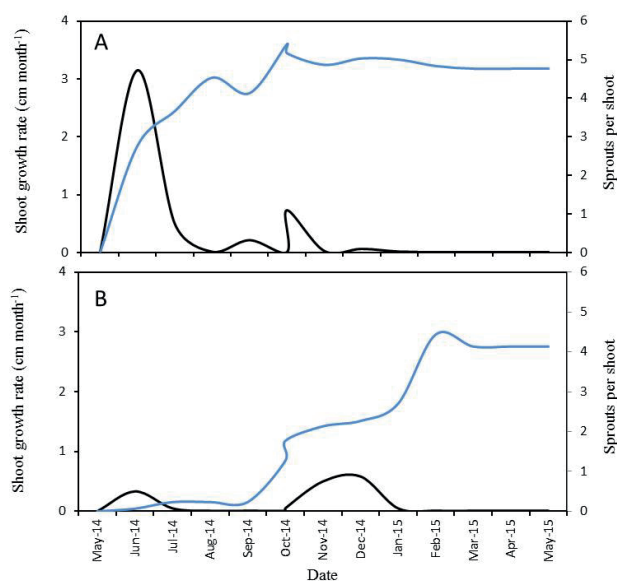 A
Shoot growth rate (cm month-1)
4
3
2
1
0
Sprouts per shoot
6
5
4
3
2
1
0
B
Shoot growth rate (cm month-1)
4
3
2
1
0
Sprouts per shoot
6
5
4
3
2
1
0
May-14
Jun-14
Jul-14
Aug-14
Sep-14
Oct-14
Nov-14
Dec-14
Jan-15
Feb-15
Mar-15
Apr-15
May-15
Date